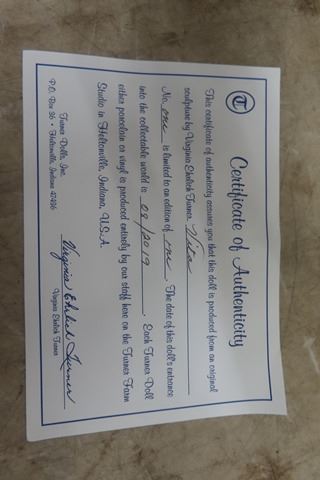 T
Certificate of Authenticity
This certificate of authenticity assures you that this doll is produced from an original
sculpture by Virginia Ehrlich Turner.
No. one is limited to an edition of one. The date of this doll's entrance
into the collectable world is 08/2019. Each Turner Doll
either porcelain or vinyl is produced entirely by our staff here on the Turner Farm
Studio in Heltonville, Indiana, U.S.A.
Turner Dolls, Inc.
P.O. Box 36 • Heltonville, Indiana 47436
Virginia Ehrlich Turner
Virginia Ehrlich Turner